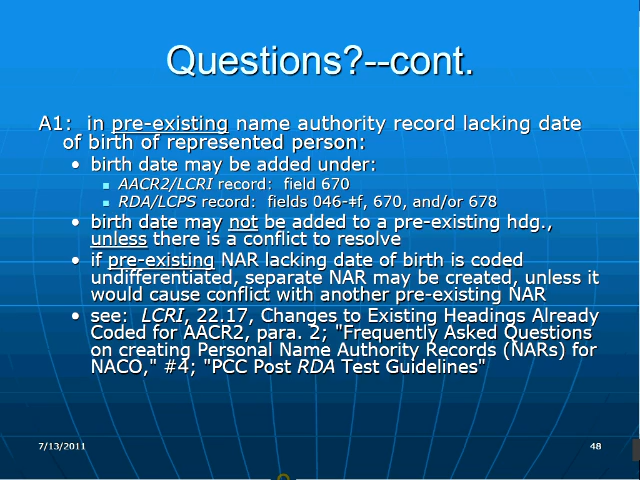 Questions?--cont.
A1:  in pre-existing name authority record lacking date
of birth of represented person:
• birth date may be added under:
▪ AACR2/LCRI record:  field 670
▪ RDA/LCPS record:  fields 046-‡f, 670, and/or 678
• birth date may not be added to a pre-existing hdg.,
unless there is a conflict to resolve
• if pre-existing NAR lacking date of birth is coded
undifferentiated, separate NAR may be created, unless it
would cause conflict with another pre-existing NAR
• see:  LCRI, 22.17, Changes to Existing Headings Already
Coded for AACR2, para. 2; "Frequently Asked Questions
on creating Personal Name Authority Records (NARs) for
NACO," #4; "PCC Post RDA Test Guidelines"
7/13/2011
48